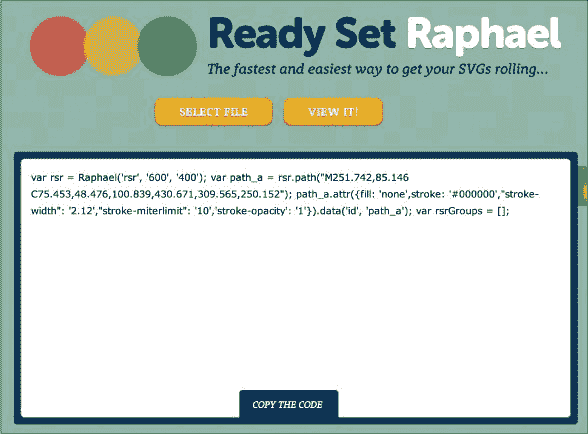 Ready Set Raphael
The fastest and easiest way to get your SVGs rolling...
SELECT FILE VIEW IT!
var rsr = Raphael('rsr', '600', '400'); var path_a = rsr.path("M251.742,85.146
C75.453,48.476,100.839,430.671,309.565,250.152"); path_a.attr({fill: 'none',stroke: '#000000',"stroke-
width": '2.12',"stroke-miterlimit": '10','stroke-opacity': '1'}).data('id', 'path_a'); var rsrGroups = [];
COPY THE CODE